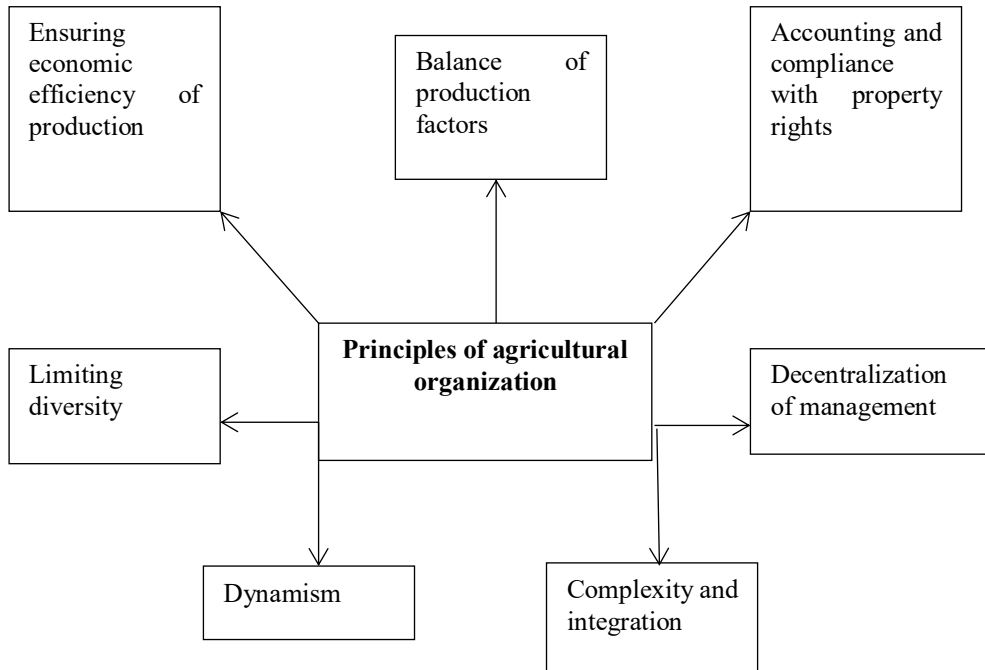 Ensuring
economic
efficiency of
production
Balance of
production
factors
Accounting and
compliance
with property
rights
Principles of agricultural
organization
Limiting
diversity
Decentralization
of management
Dynamism
Complexity and
integration